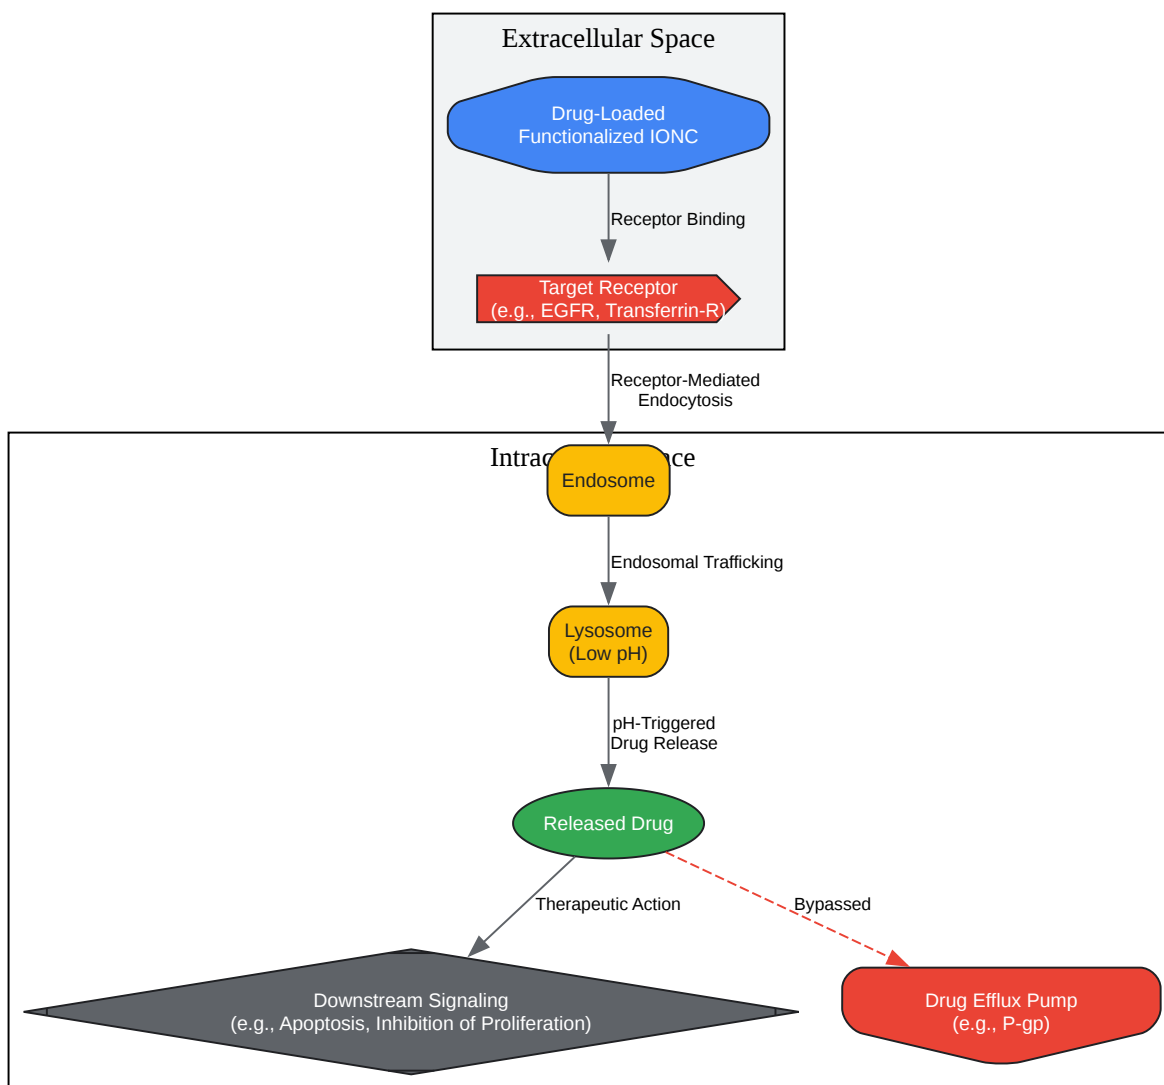 Extracellular Space
Drug-Loaded
Functionalized IONC
Receptor Binding
Target Receptor
(e.g., EGFR, Transferrin-R)
Receptor-Mediated
Endocytosis
Endosome
Endosomal Trafficking
Lysosome
(Low pH)
pH-Triggered
Drug Release
Released Drug
Therapeutic Action
Bypassed
Downstream Signaling
(e.g., Apoptosis, Inhibition of Proliferation)
Drug Efflux Pump
(e.g., P-gp)